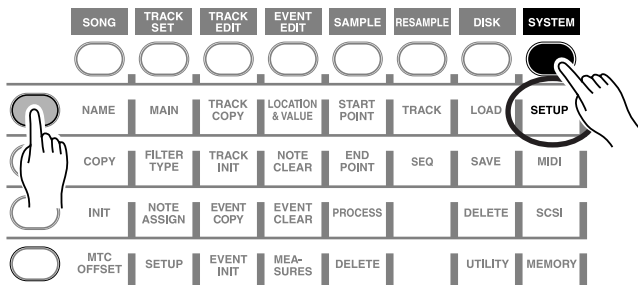 SONG TRACK SET TRACK EDIT EVENT EDIT SAMPLE RESAMPLE DISK SYSTEM
NAME MAIN TRACK COPY LOCATION & VALUE START POINT TRACK LOAD SETUP
COPY FILTER TYPE TRACK INIT NOTE CLEAR END POINT SEQ SAVE MIDI
INIT NOTE ASSIGN EVENT COPY EVENT CLEAR PROCESS DELETE SCSI
MTC OFFSET SETUP EVENT INIT MEA- SURES DELETE UTILITY MEMORY